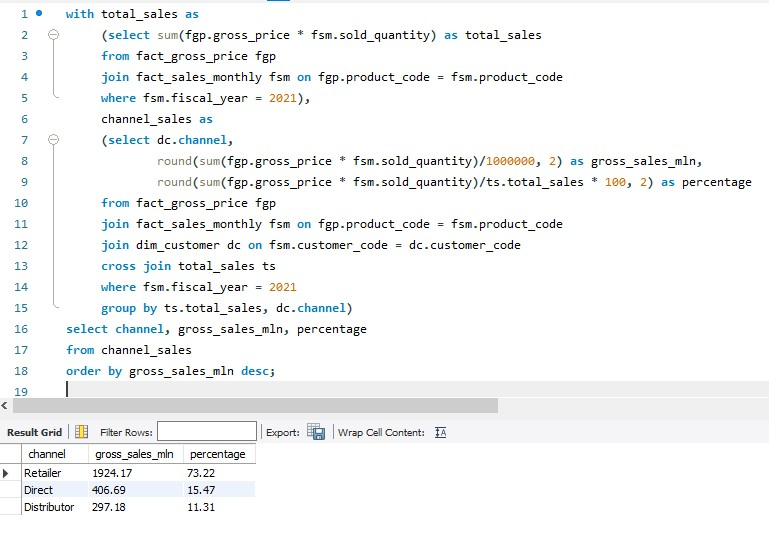 1 with total_sales as
2 (select sum(fgp.gross_price * fsm.sold_quantity) as total_sales
3 from fact_gross_price fgp
4 join fact_sales_monthly fsm on fgp.product_code = fsm.product_code
5 where fsm.fiscal_year = 2021),
6 channel_sales as
7 (select dc.channel,
8 round(sum(fgp.gross_price * fsm.sold_quantity)/1000000, 2) as gross_sales_mln,
9 round(sum(fgp.gross_price * fsm.sold_quantity)/ts.total_sales * 100, 2) as percentage
10 from fact_gross_price fgp
11 join fact_sales_monthly fsm on fgp.product_code = fsm.product_code
12 join dim_customer dc on fsm.customer_code = dc.customer_code
13 cross join total_sales ts
14 where fsm.fiscal_year = 2021
15 group by ts.total_sales, dc.channel)
16 select channel, gross_sales_mln, percentage
17 from channel_sales
18 order by gross_sales_mln desc;
19
Result Grid Filter Rows: Export: Wrap Cell Content: IA
channel gross_sales_mln percentage
Retailer 1924.17 73.22
Direct 406.69 15.47
Distributor 297.18 11.31